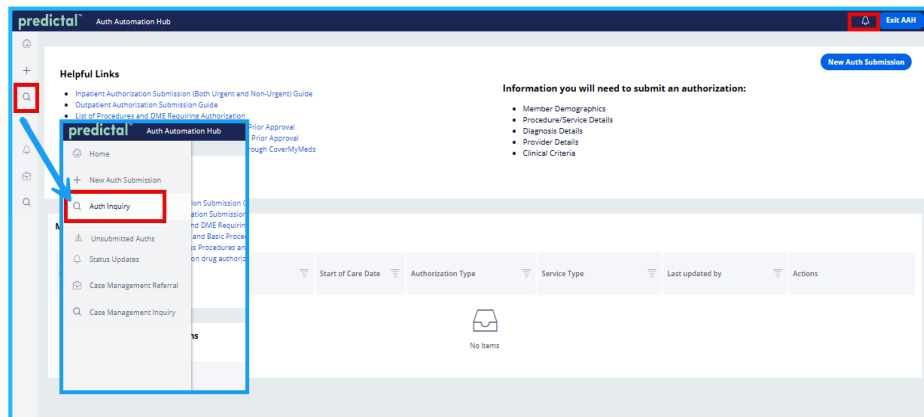 predictal™ Auth Automation Hub
Exit AAH
New Auth Submission
Helpful Links
Inpatient Authorization Submission (Both Urgent and Non-Urgent) Guide
Outpatient Authorization Submission Guide
List of Procedures and DME Requiring Authorization
Prior Approval
Prior Approval
rough CoverMyMeds
Information you will need to submit an authorization:
Member Demographics
Procedure/Service Details
Diagnosis Details
Provider Details
Clinical Criteria
predictal™ Auth Automation Hub
Home
New Auth Submission
Auth Inquiry
Unsubmitted Auths
Status Updates
Case Management Referral
Case Management Inquiry
ion Submission (
ation Submission
nd DME Requirin
and Basic Proce
s Procedures an
on drug authoriz
ns
M
Start of Care Date
Authorization Type
Service Type
Last updated by
Actions
No Items